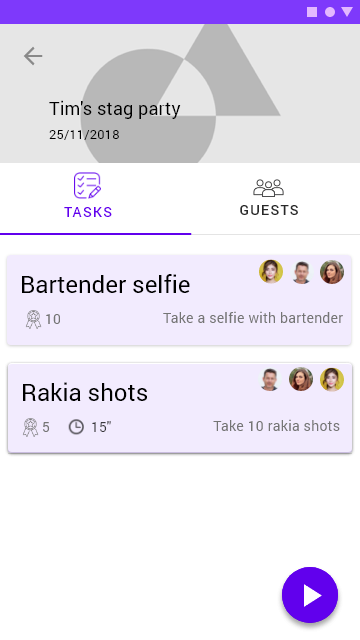 Tim's stag party
25/11/2018
TASKS
GUESTS
Bartender selfie
10
Take a selfie with bartender
Rakia shots
5
15"
Take 10 rakia shots